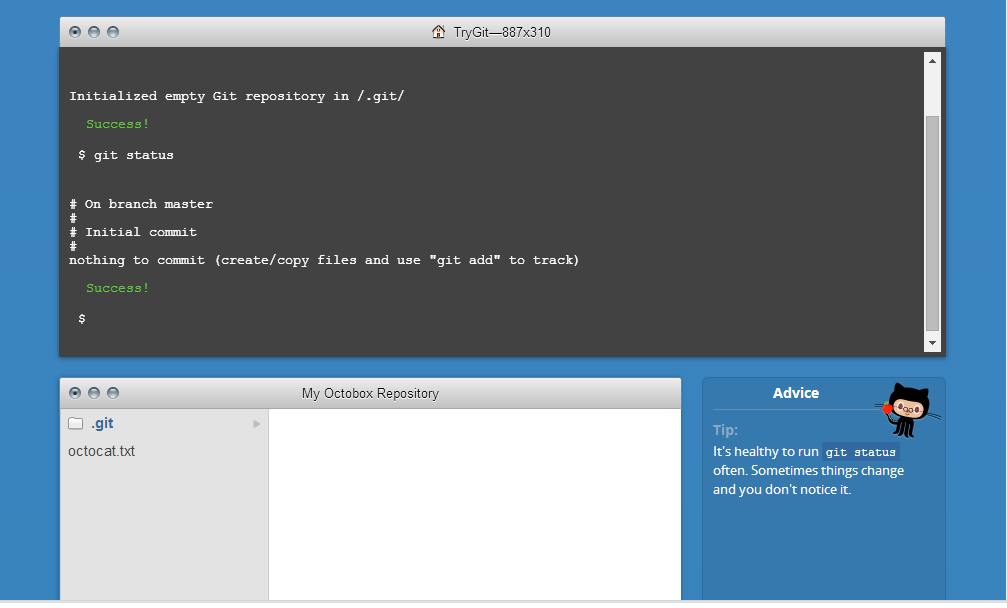 TryGit—887x310
Initialized empty Git repository in /.git/
Success!
$ git status
# On branch master
#
# Initial commit
#
nothing to commit (create/copy files and use "git add" to track)
Success!
$
My Octobox Repository
.git
octocat.txt
Advice
Tip:
It's healthy to run git status
often. Sometimes things change
and you don't notice it.